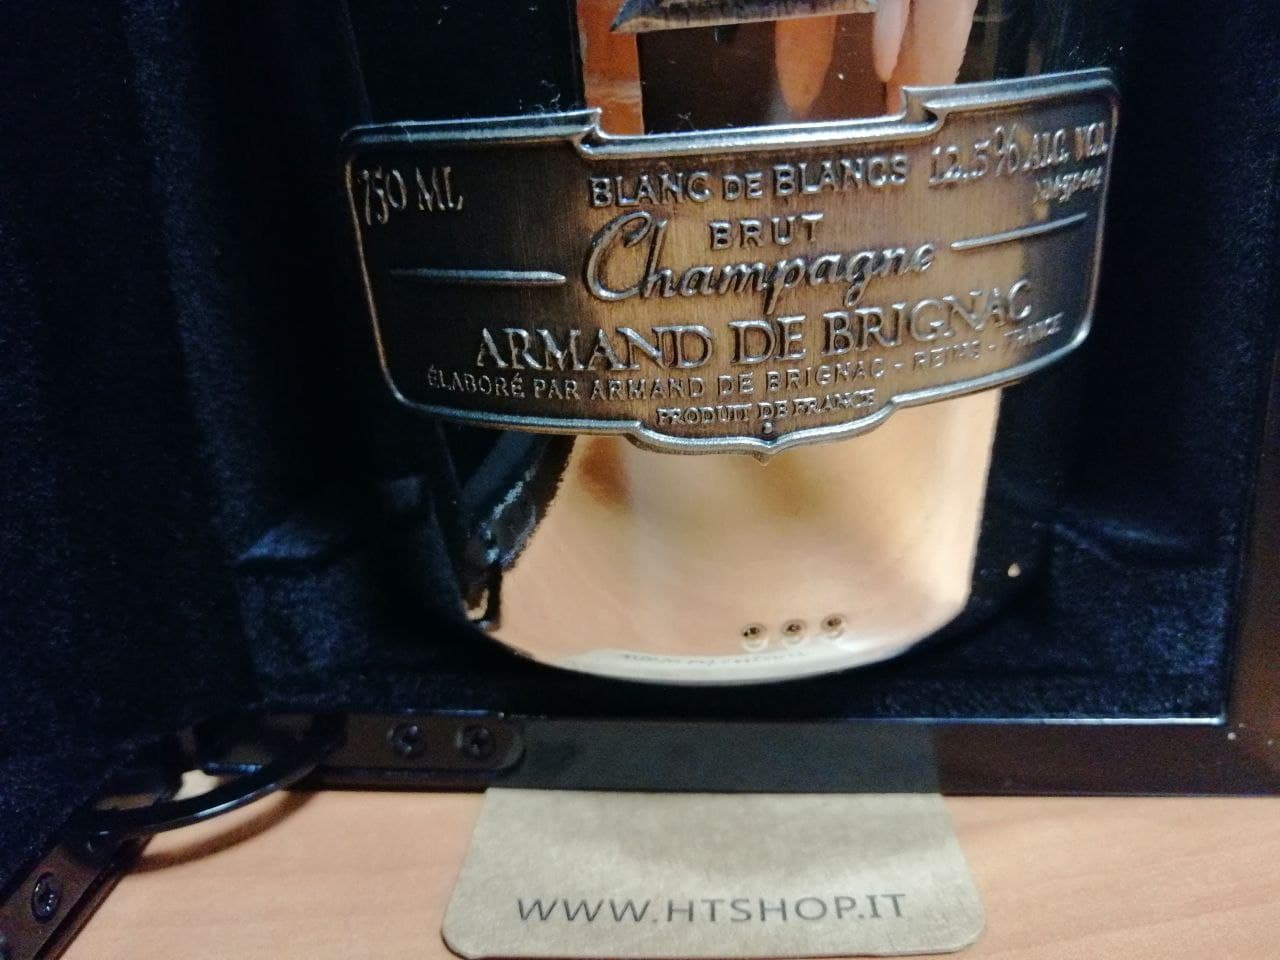 750 ML
BLANC DE BLANCS
12.5% ALC. VOL.
BRUT
Champagne
ARMAND DE BRIGNAC
ÉLABORÉ PAR ARMAND DE BRIGNAC - REIMS - FRANCE
PRODUIT DE FRANCE
WWW.HTSHOP.IT